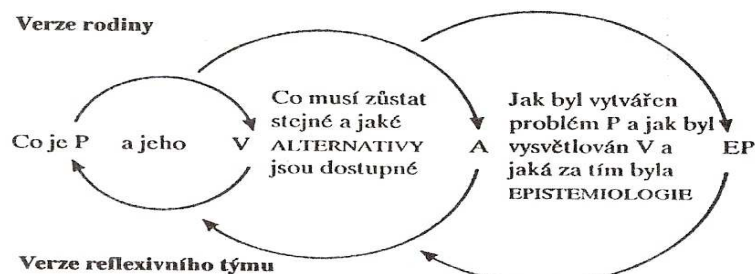 Verze rodiny
Co je P a jeho V
Co musí zůstat
stejné a jaké
ALTERNATIVY
jsou dostupné
A
Jak byl vytvářen
problém P a jak byl
vysvětlován V a
jaká za tím byla
EPISTEMIOLOGIE
EP
Verze reflexivního týmu